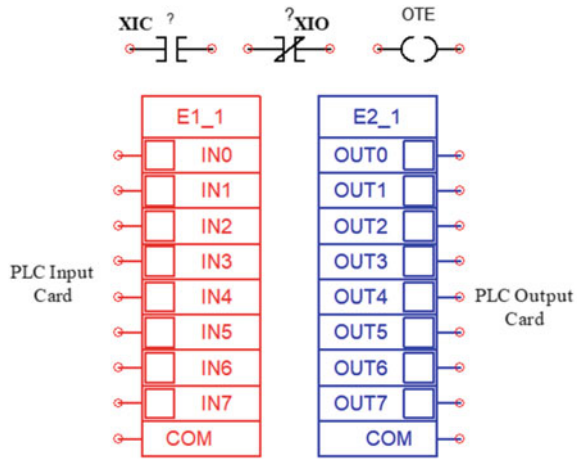 XIC ?
? XIO
OTE
E1_1
IN0
IN1
IN2
IN3
IN4
IN5
IN6
IN7
COM
PLC Input
Card
E2_1
OUT0
OUT1
OUT2
OUT3
OUT4
OUT5
OUT6
OUT7
COM
PLC Output
Card